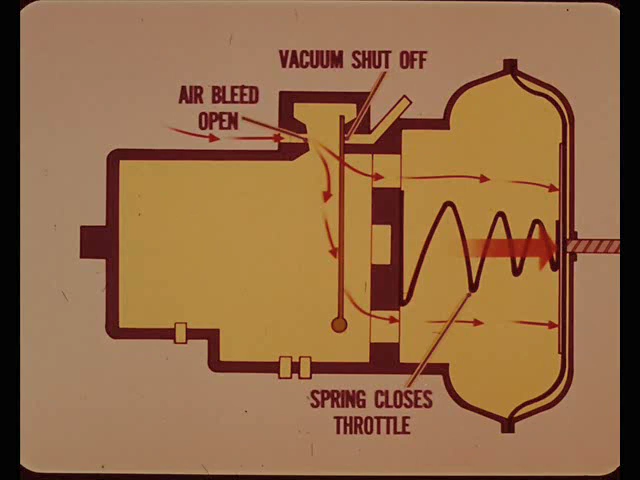 VACUUM SHUT OFF
AIR BLEED
OPEN
SPRING CLOSES
THROTTLE